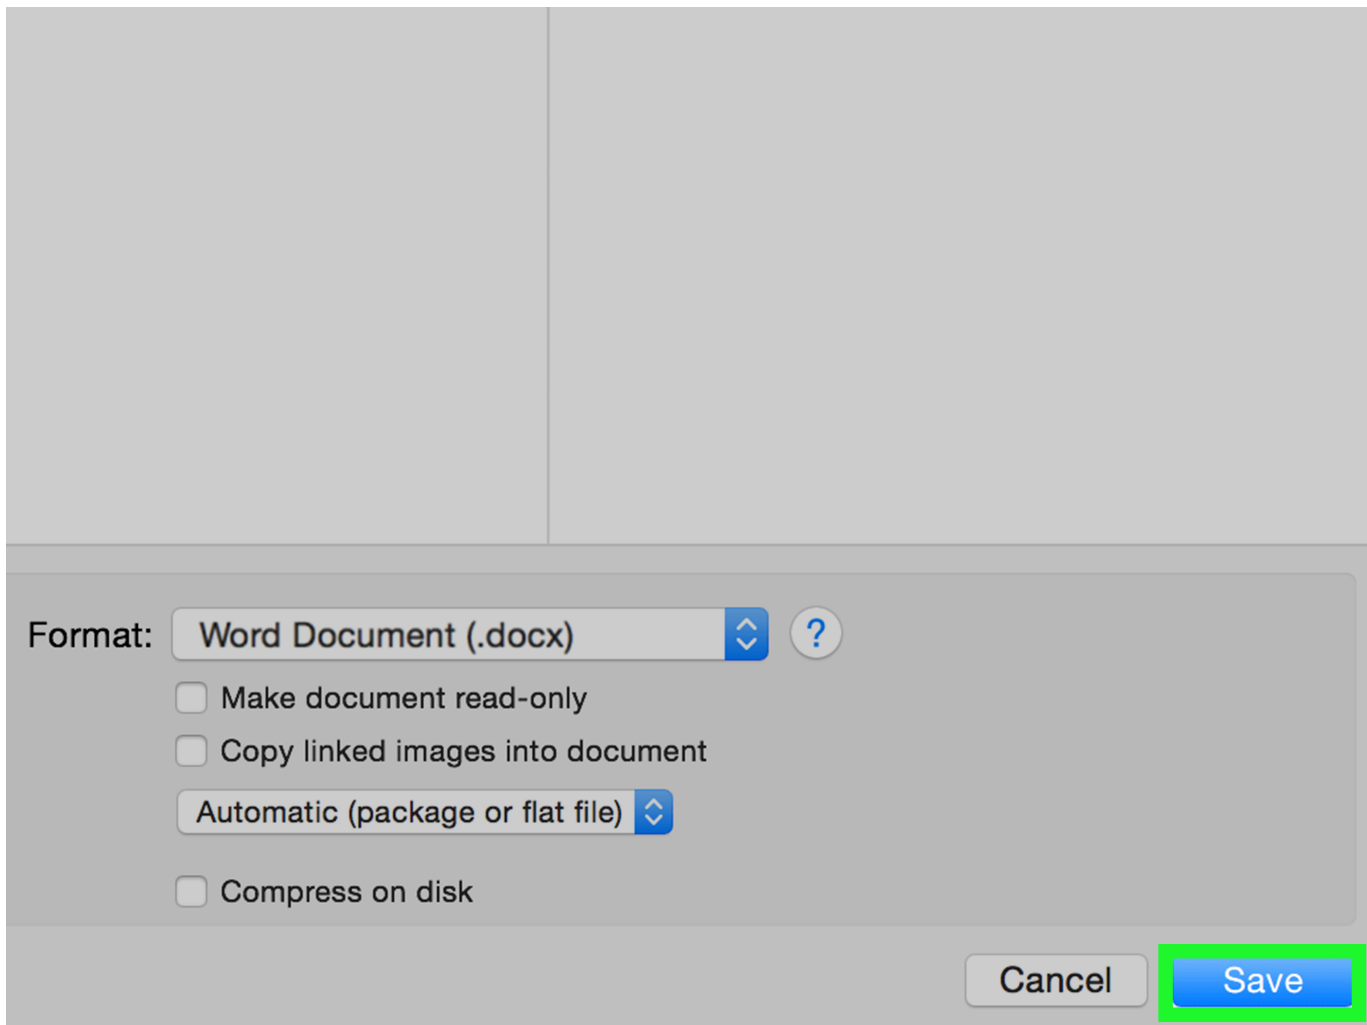 Format: Word Document (.docx) ?
Make document read-only
Copy linked images into document
Automatic (package or flat file)
Compress on disk
Cancel Save